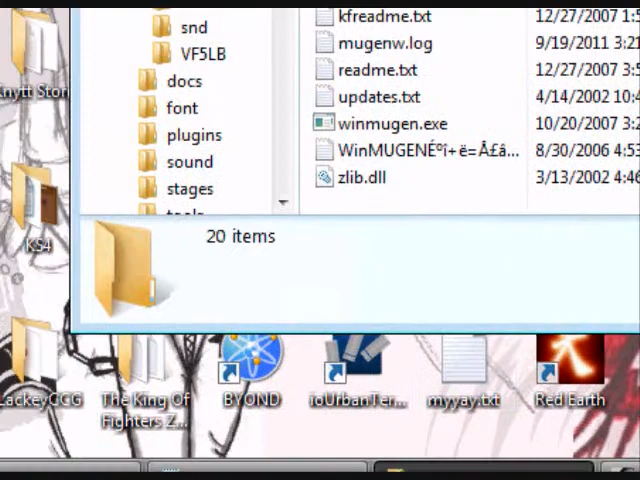 snd
VF5LB
docs
font
plugins
sound
stages
kfreadme.txt 12/27/2007 1:5
mugenw.log 9/19/2011 3:21
readme.txt 12/27/2007 3:5
updates.txt 4/14/2002 10:4
winmugen.exe 10/20/2007 3:2
WinMUGENɺî+ë=Å£â... 8/30/2006 4:53
zlib.dll 3/13/2002 4:46
20 items
KS4
LackeyCCG
The King Of
Fighters Z...
BYOND
ioUrbanTer...
myyay.txt
Red Earth